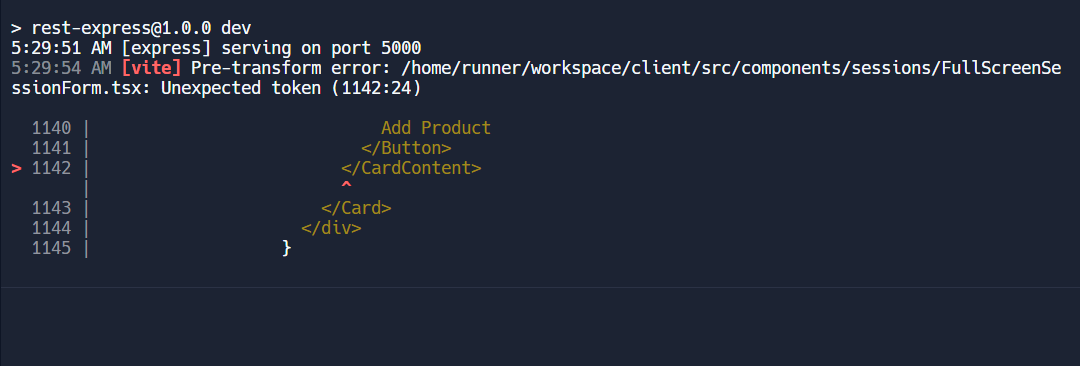 > rest-express@1.0.0 dev
5:29:51 AM [express] serving on port 5000
5:29:54 AM [vite] Pre-transform error: /home/runner/workspace/client/src/components/sessions/FullScreenSe
ssionForm.tsx: Unexpected token (1142:24)
1140 |                             Add Product
1141 |                           </Button>
> 1142 |                         </CardContent>
|                         ^
1143 |                       </Card>
1144 |                     </div>
1145 |                   }